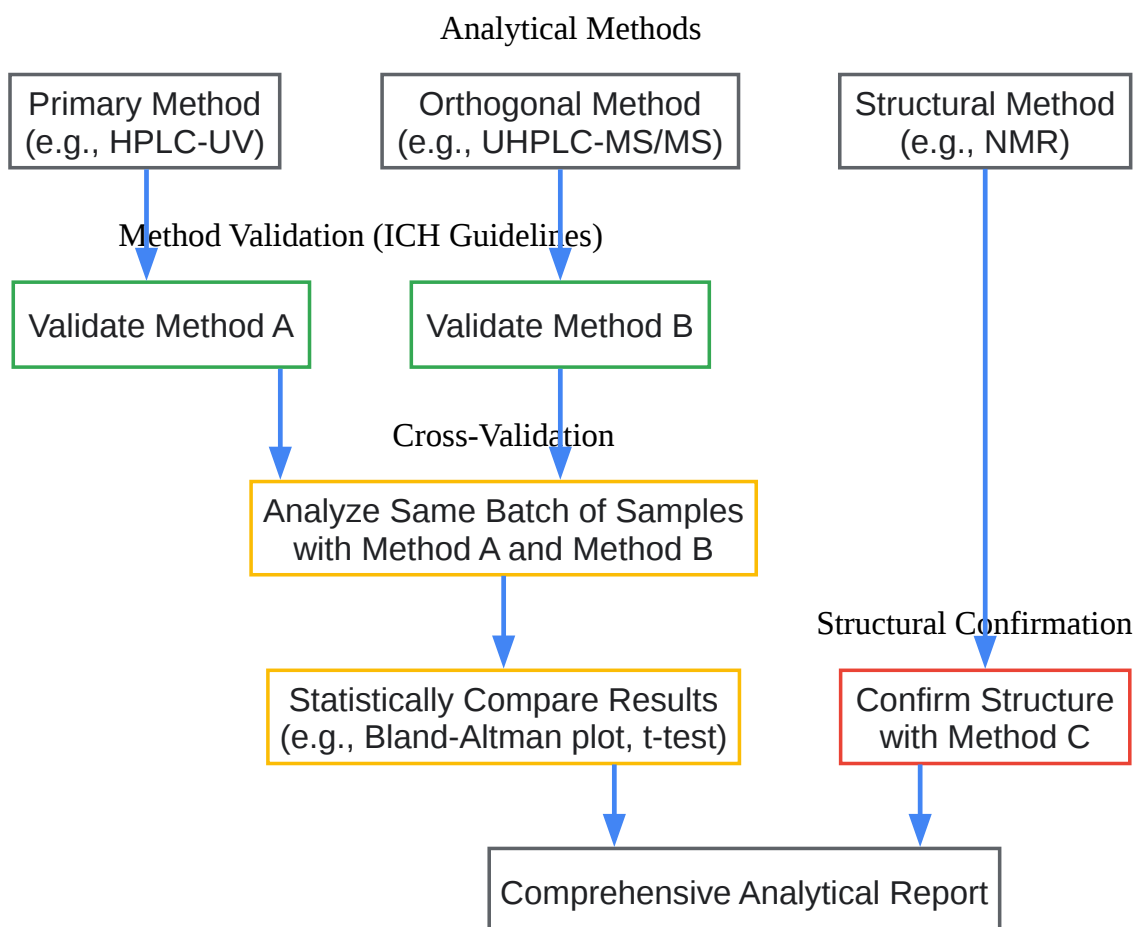 Analytical Methods
Primary Method
(e.g., HPLC-UV)
Orthogonal Method
(e.g., UHPLC-MS/MS)
Structural Method
(e.g., NMR)
Method Validation (ICH Guidelines)
Validate Method A
Validate Method B
Cross-Validation
Analyze Same Batch of Samples
with Method A and Method B
Structural Confirmation
Statistically Compare Results
(e.g., Bland-Altman plot, t-test)
Confirm Structure
with Method C
Comprehensive Analytical Report